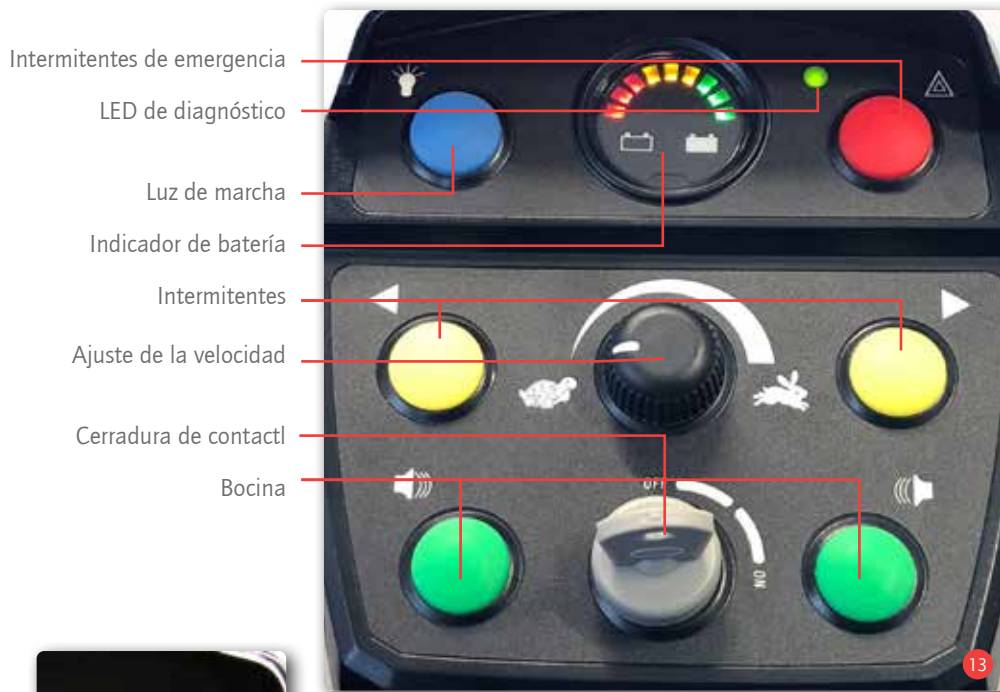 Intermitentes de emergencia
LED de diagnóstico
Luz de marcha
Indicador de batería
Intermitentes
Ajuste de la velocidad
Cerradura de contactl
Bocina
OFF
ON
13